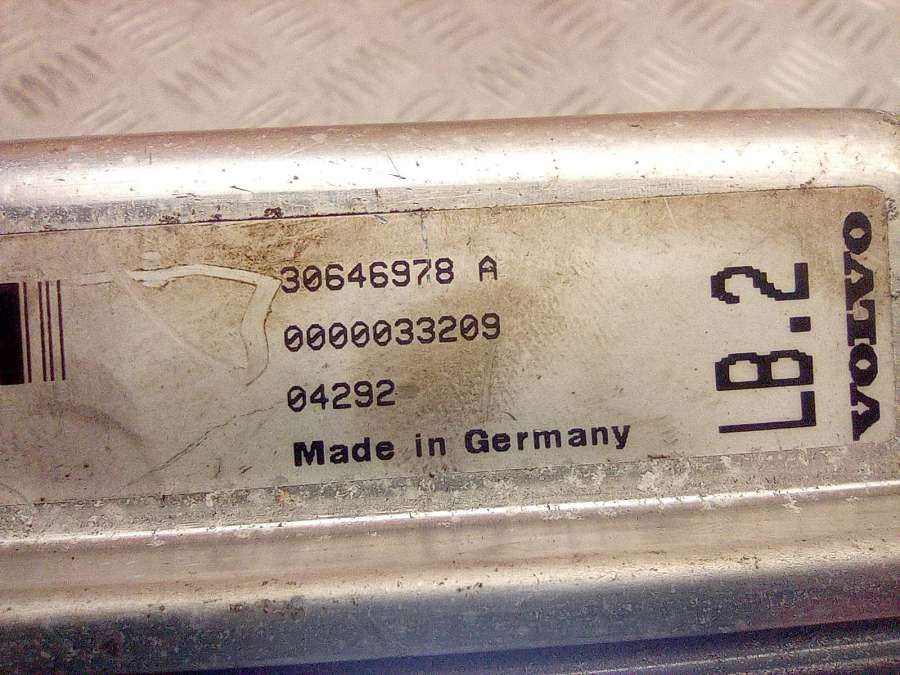 30646978 A
0000033209
04292
Made in Germany
LB.2
VOLVO